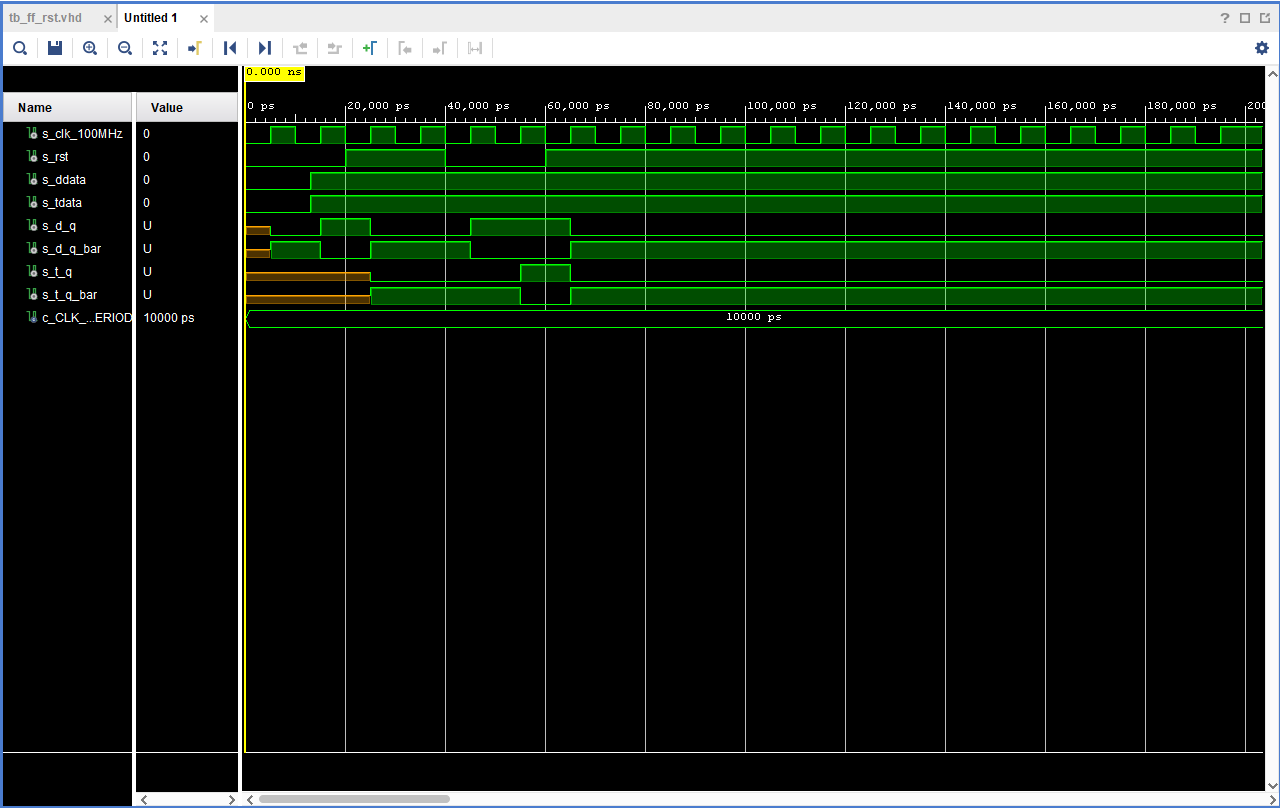 tb_ff_rst.vhd × Untitled 1 ×
?
0.000 ns
Name Value
0 ps 20,000 ps 40,000 ps 60,000 ps 80,000 ps 100,000 ps 120,000 ps 140,000 ps 160,000 ps 180,000 ps 200
s_clk_100MHz 0
s_rst 0
s_ddata 0
s_tdata 0
s_d_q U
s_d_q_bar U
s_t_q U
s_t_q_bar U
c_CLK_...ERIOD 10000 ps 10000 ps